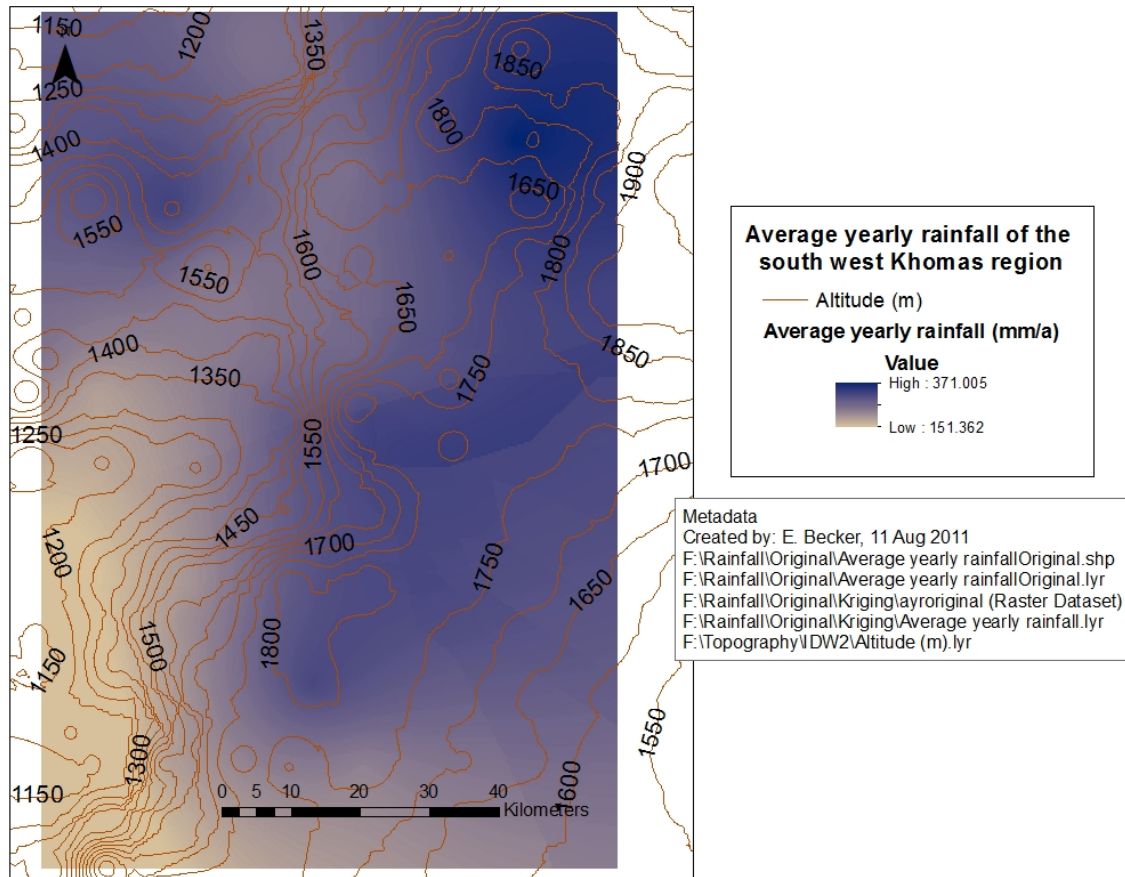 1150
1200
1350
1850
1250
1800
1400
1900
1650
1550
1600
1800
1550
1650
1400
1850
1350
1750
1250
1550
1700
1450
1700
1200
1750
1650
1800
1500
1150
1550
1300
1600
1150
0 5 10 20 30 40
Kilometers
Average yearly rainfall of the
south west Khomas region
Altitude (m)
Average yearly rainfall (mm/a)
Value
High : 371.005
Low : 151.362
Metadata
Created by: E. Becker, 11 Aug 2011
F:\Rainfall\Original\Average yearly rainfallOriginal.shp
F:\Rainfall\Original\Average yearly rainfallOriginal.lyr
F:\Rainfall\Original\Kriging\ayroriginal (Raster Dataset)
F:\Rainfall\Original\Kriging\Average yearly rainfall.lyr
F:\Topography\IDW2\Altitude (m).lyr